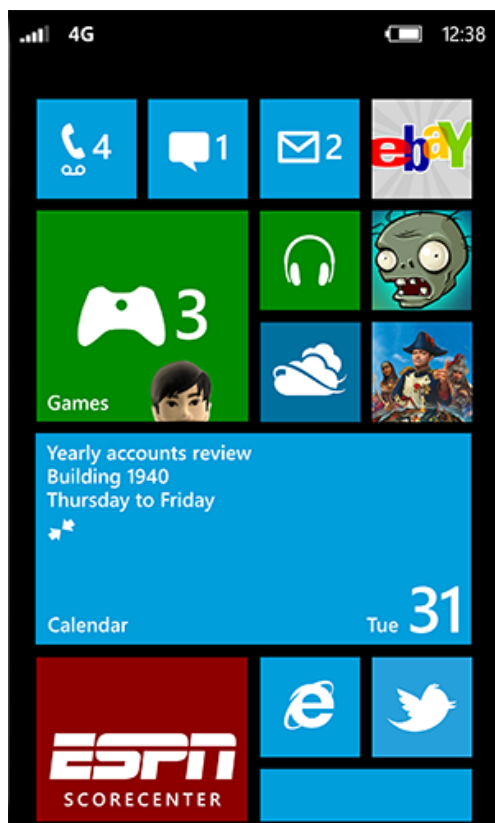 4G 12:38
4 1 2 ebaY
3
Games
Yearly accounts review
Building 1940
Thursday to Friday
Calendar Tue 31
ESPN
SCORECENTER